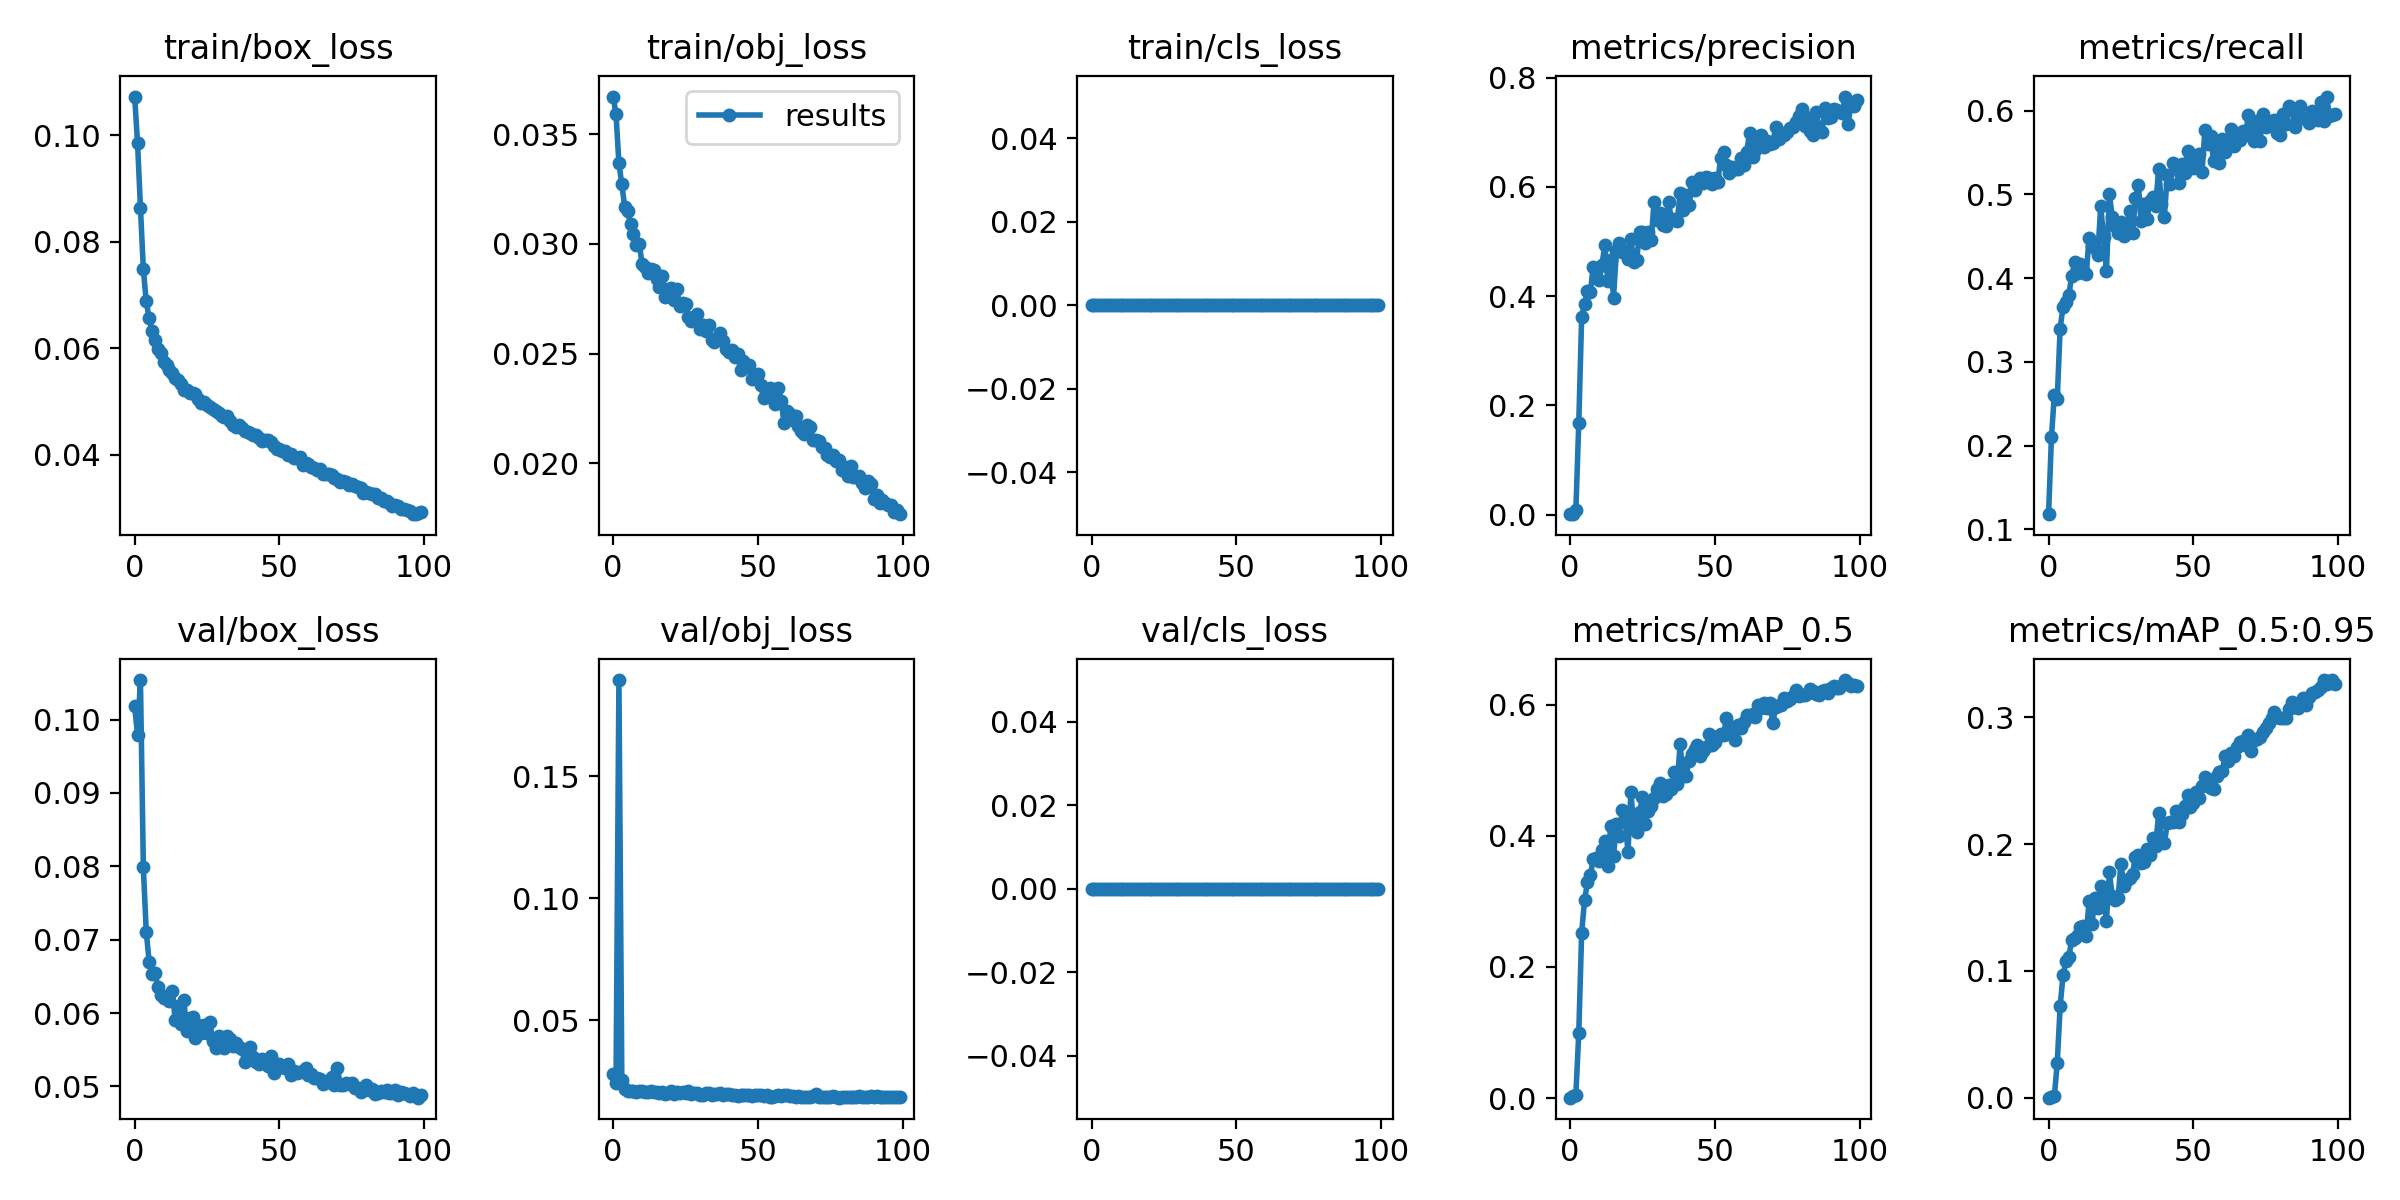 train/box_loss
train/obj_loss
train/cls_loss
metrics/precision
metrics/recall
0.10
0.08
0.06
0.04
0 50 100
0.035
0.030
0.025
0.020
results
0 50 100
0.04
0.02
0.00
−0.02
−0.04
0 50 100
0.8
0.6
0.4
0.2
0.0
0 50 100
0.6
0.5
0.4
0.3
0.2
0.1
0 50 100
val/box_loss
val/obj_loss
val/cls_loss
metrics/mAP_0.5
metrics/mAP_0.5:0.95
0.10
0.09
0.08
0.07
0.06
0.05
0 50 100
0.15
0.10
0.05
0 50 100
0.04
0.02
0.00
−0.02
−0.04
0 50 100
0.6
0.4
0.2
0.0
0 50 100
0.3
0.2
0.1
0.0
0 50 100